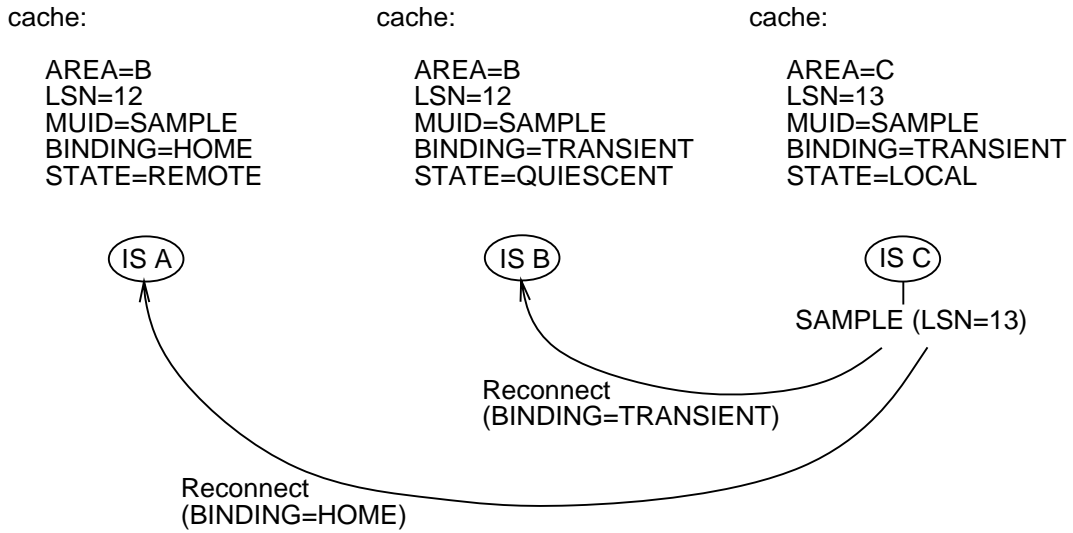 cache:
AREA=B
LSN=12
MUID=SAMPLE
BINDING=HOME
STATE=REMOTE
cache:
AREA=B
LSN=12
MUID=SAMPLE
BINDING=TRANSIENT
STATE=QUIESCENT
cache:
AREA=C
LSN=13
MUID=SAMPLE
BINDING=TRANSIENT
STATE=LOCAL
IS A
IS B
IS C
SAMPLE (LSN=13)
Reconnect
(BINDING=TRANSIENT)
Reconnect
(BINDING=HOME)